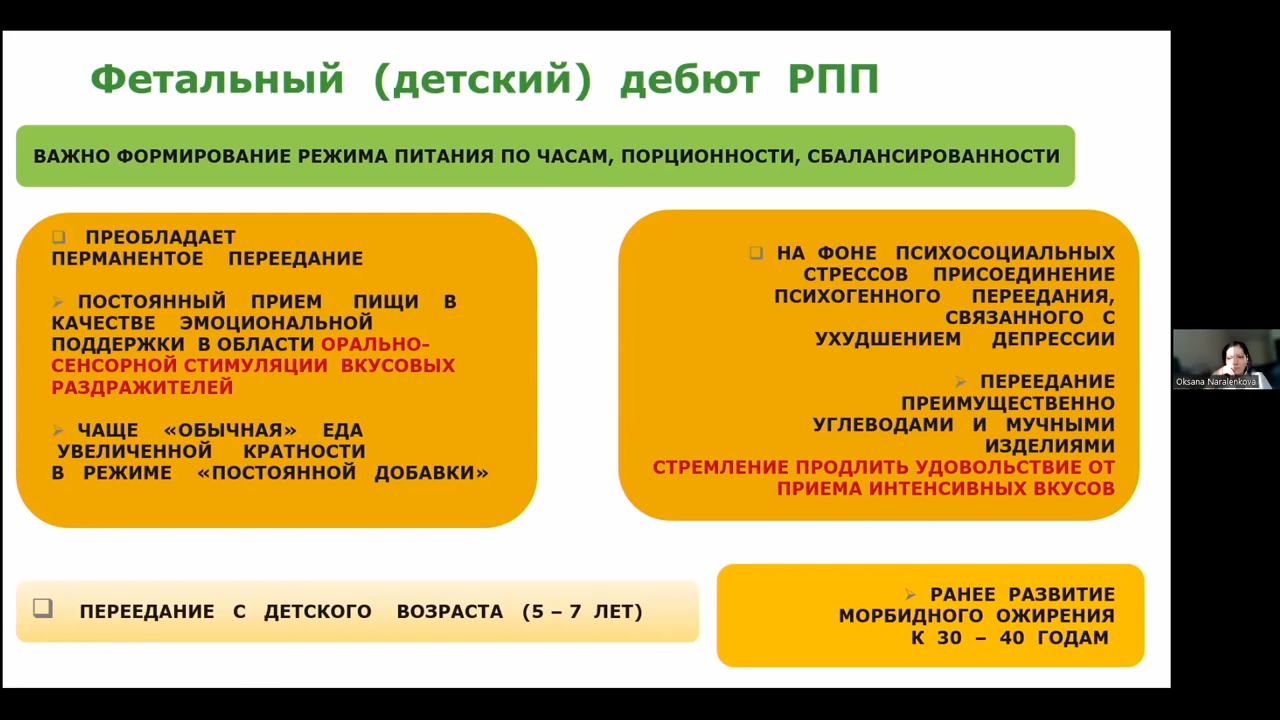 Фетальный (детский) дебют РПП
ВАЖНО ФОРМИРОВАНИЕ РЕЖИМА ПИТАНИЯ ПО ЧАСАМ, ПОРЦИОННОСТИ, СБАЛАНСИРОВАННОСТИ
ПРЕОБЛАДАЕТ
ПЕРМАНЕНТОЕ ПЕРЕЕДАНИЕ
ПОСТОЯННЫЙ ПРИЕМ ПИЩИ В
КАЧЕСТВЕ ЭМОЦИОНАЛЬНОЙ
ПОДДЕРЖКИ В ОБЛАСТИ ОРАЛЬНО-
СЕНСОРНОЙ СТИМУЛЯЦИИ ВКУСОВЫХ
РАЗДРАЖИТЕЛЕЙ
ЧАЩЕ «ОБЫЧНАЯ» ЕДА
УВЕЛИЧЕННОЙ КРАТНОСТИ
В РЕЖИМЕ «ПОСТОЯННОЙ ДОБАВКИ»
НА ФОНЕ ПСИХОСОЦИАЛЬНЫХ
СТРЕССОВ ПРИСОЕДИНЕНИЕ
ПСИХОГЕННОГО ПЕРЕЕДАНИЯ,
СВЯЗАННОГО С
УХУДШЕНИЕМ ДЕПРЕССИИ
ПЕРЕЕДАНИЕ
ПРЕИМУЩЕСТВЕННО
УГЛЕВОДАМИ И МУЧНЫМИ
ИЗДЕЛИЯМИ
СТРЕМЛЕНИЕ ПРОДЛИТЬ УДОВОЛЬСТВИЕ ОТ
ПРИЕМА ИНТЕНСИВНЫХ ВКУСОВ
ПЕРЕЕДАНИЕ С ДЕТСКОГО ВОЗРАСТА (5 – 7 ЛЕТ)
РАНЕЕ РАЗВИТИЕ
МОРБИДНОГО ОЖИРЕНИЯ
К 30 – 40 ГОДАМ
Oksana Naralenkova